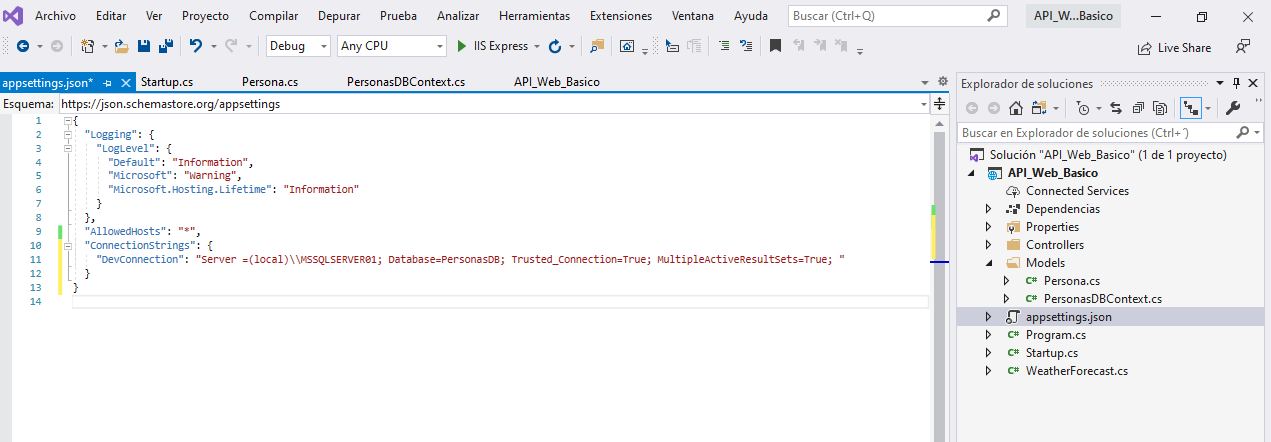 Archivo Editar Ver Proyecto Compilar Depurar Prueba Analizar Herramientas Extensiones Ventana Ayuda Buscar (Ctrl+Q) API_W...Basico
Debug Any CPU IIS Express Live Share
appsettings.json* Startup.cs Persona.cs PersonasDBContext.cs API_Web_Basico
Esquema: https://json.schemastore.org/appsettings
1 {
2 "Logging": {
3 "LogLevel": {
4 "Default": "Information",
5 "Microsoft": "Warning",
6 "Microsoft.Hosting.Lifetime": "Information"
7 }
8 },
9 "AllowedHosts": "*",
10 "ConnectionStrings": {
11 "DevConnection": "Server =(local)\\MSSQLSERVER01; Database=PersonasDB; Trusted_Connection=True; MultipleActiveResultSets=True; "
12 }
13 }
14
Explorador de soluciones
Buscar en Explorador de soluciones (Ctrl+´)
Solución "API_Web_Basico" (1 de 1 proyecto)
API_Web_Basico
Connected Services
Dependencias
Properties
Controllers
Models
C# Persona.cs
C# PersonasDBContext.cs
appsettings.json
C# Program.cs
C# Startup.cs
C# WeatherForecast.cs